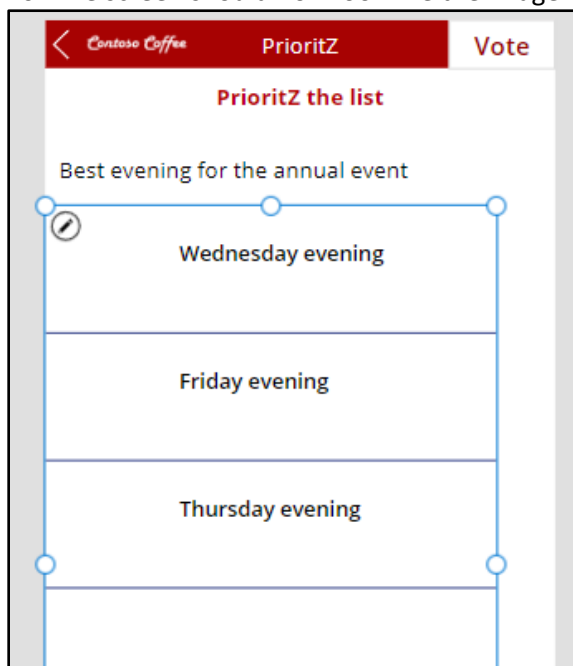 Contoso Coffee PrioritZ Vote
PrioritZ the list
Best evening for the annual event
Wednesday evening
Friday evening
Thursday evening